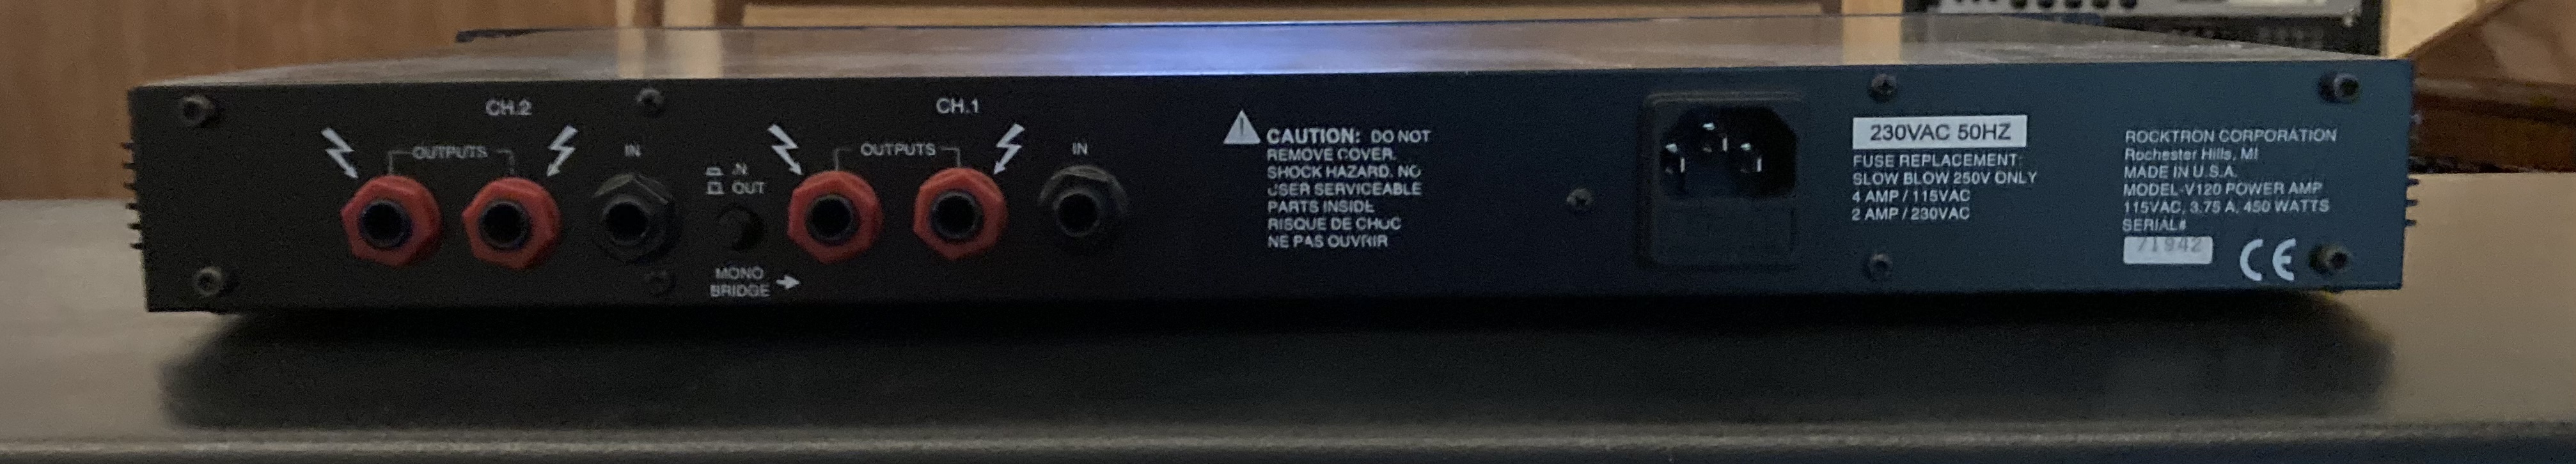 CH.2
OUTPUTS
IN
IN
OUT
MONO
BRIDGE
CH.1
OUTPUTS
IN
CAUTION: DO NOT
REMOVE COVER.
SHOCK HAZARD. NO
USER SERVICEABLE
PARTS INSIDE
RISQUE DE CHOC
NE PAS OUVRIR
230VAC 50HZ
FUSE REPLACEMENT:
SLOW BLOW 250V ONLY
4 AMP / 115VAC
2 AMP / 230VAC
ROCKTRON CORPORATION
Rochester Hills, MI
MADE IN U.S.A.
MODEL-V120 POWER AMP
115VAC, 3.75 A, 450 WATTS
SERIAL#
71942
CE